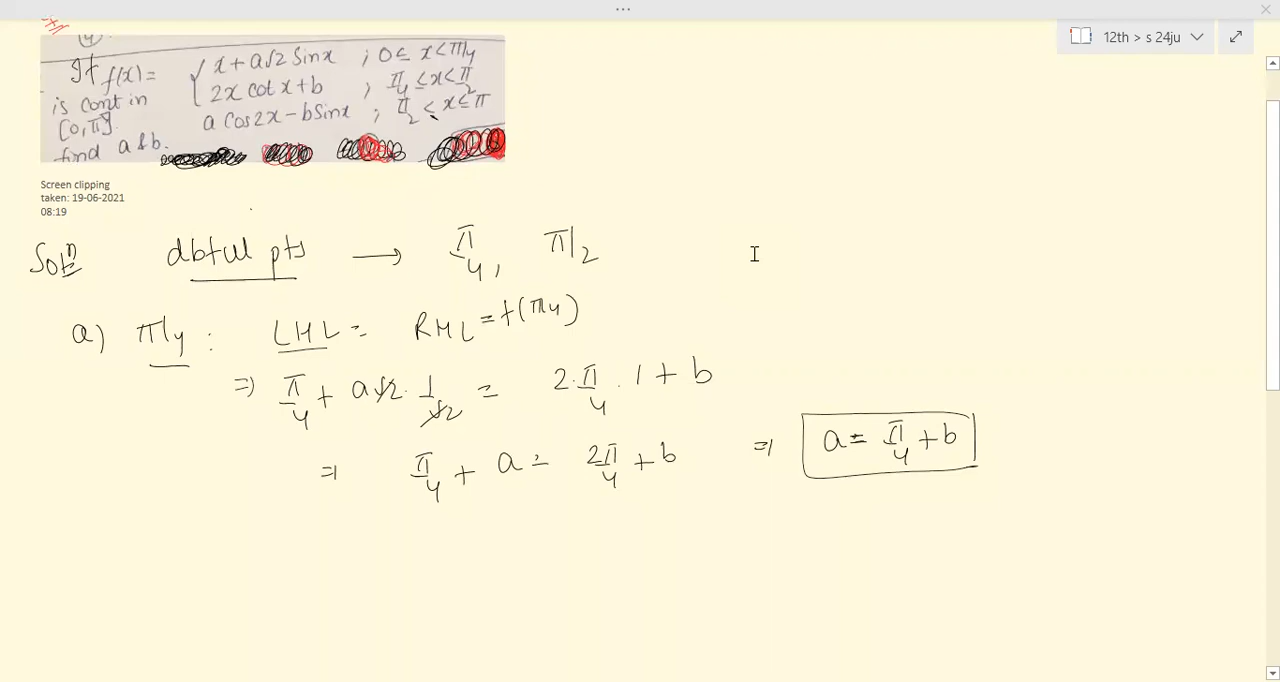 12th > s 24ju
(4)
If f(x) = { x + a√2 Sinx ; 0 ≤ x < π/4
is cont in 2x cot x + b ; π/4 ≤ x < π/2
[0, π]. a Cos2x - b Sinx ; π/2 < x ≤ π
find a & b.
Screen clipping
taken: 19-06-2021
08:19
Solⁿ dbtful pts → π/4, π/2
a) π/4 : LHL = RHL = f(π/4)
⇒ π/4 + a√2 · 1/√2 = 2·π/4 · 1 + b
⇒ π/4 + a = 2π/4 + b ⇒ a = π/4 + b